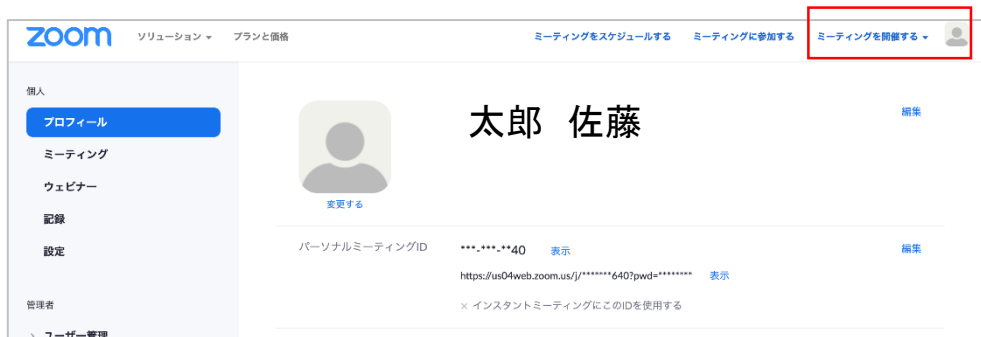 zoom ソリューション プランと価格 ミーティングをスケジュールする ミーティングに参加する ミーティングを開催する
個人
プロフィール
ミーティング
ウェビナー
記録
設定
管理者
ユーザー管理
太郎 佐藤 編集
変更する
パーソナルミーティングID ***-***-**40 表示 編集
https://us04web.zoom.us/j/*******640?pwd=******** 表示
× インスタントミーティングにこのIDを使用する